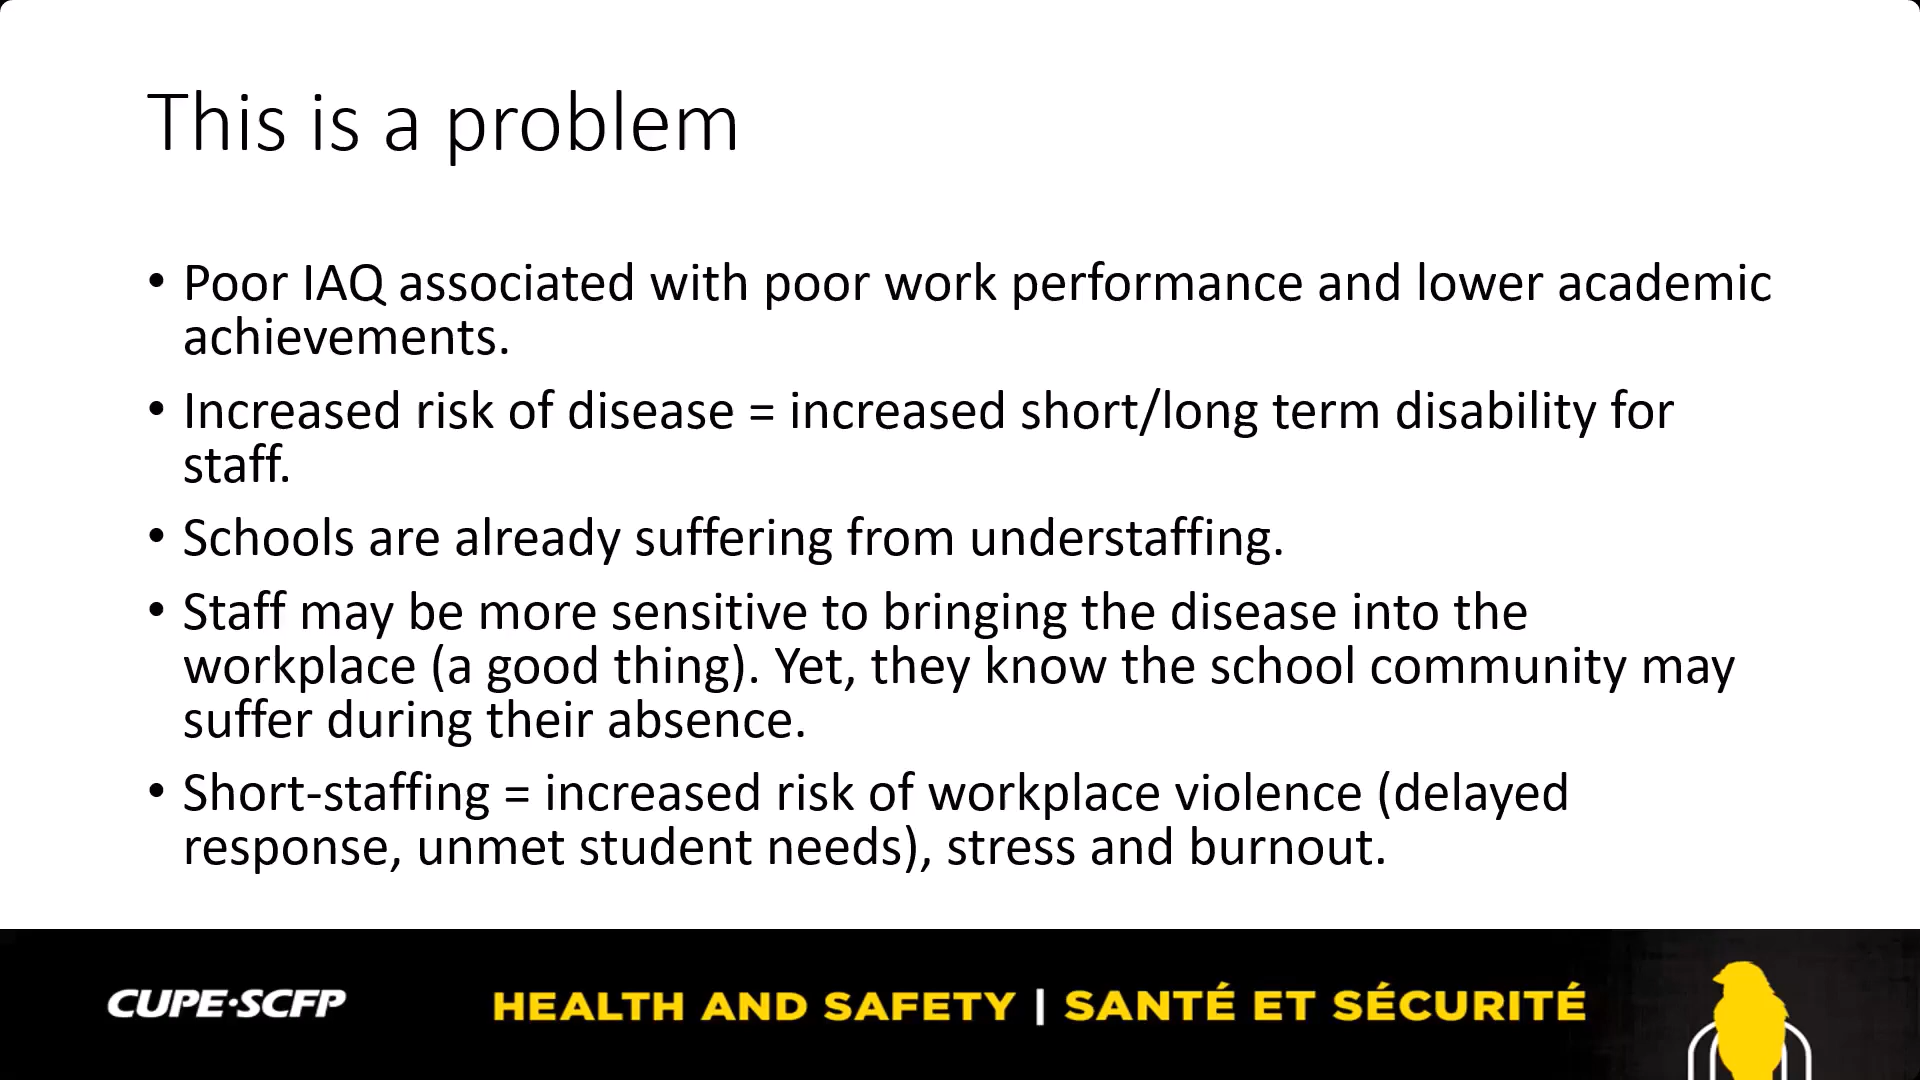 This is a problem
• Poor IAQ associated with poor work performance and lower academic
achievements.
• Increased risk of disease = increased short/long term disability for
staff.
• Schools are already suffering from understaffing.
• Staff may be more sensitive to bringing the disease into the
workplace (a good thing). Yet, they know the school community may
suffer during their absence.
• Short-staffing = increased risk of workplace violence (delayed
response, unmet student needs), stress and burnout.
CUPE·SCFP
HEALTH AND SAFETY | SANTÉ ET SÉCURITÉ